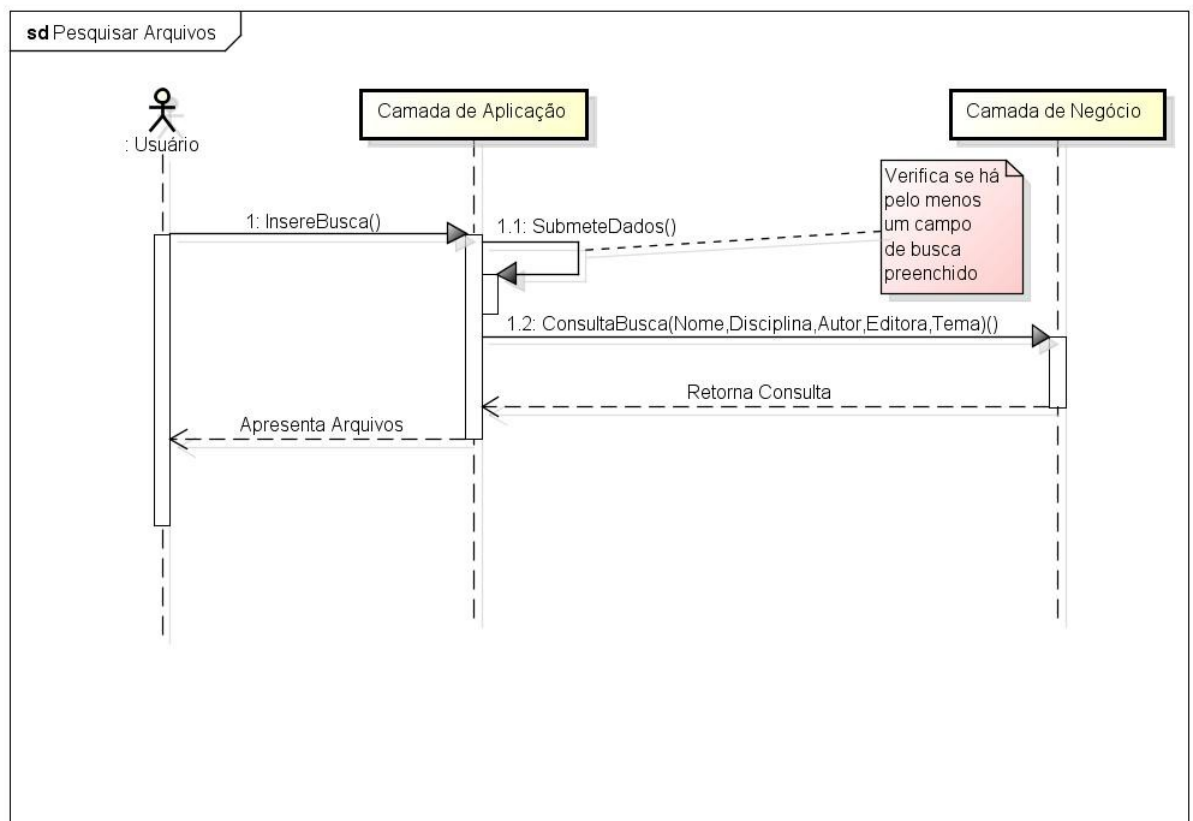 sd Pesquisar Arquivos
: Usuário
Camada de Aplicação
Camada de Negócio
Verifica se há
pelo menos
um campo
de busca
preenchido
1: InsereBusca()
1.1: SubmeteDados()
1.2: ConsultaBusca(Nome,Disciplina,Autor,Editora,Tema)()
Retorna Consulta
Apresenta Arquivos